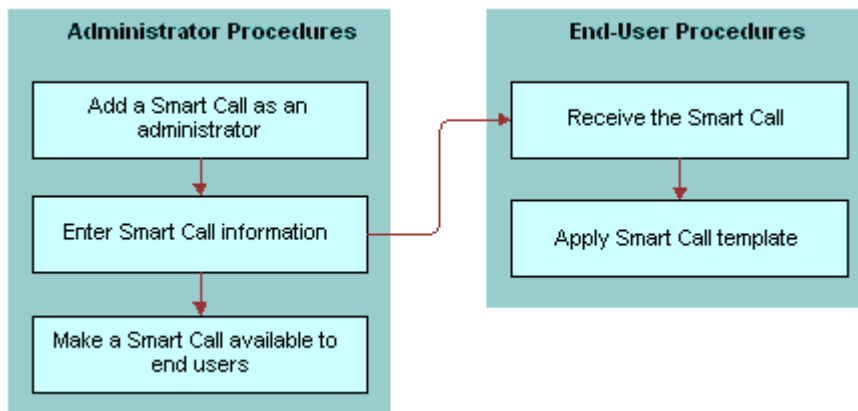 Administrator Procedures
Add a Smart Call as an
administrator
Enter Smart Call information
Make a Smart Call available to
end users
End-User Procedures
Receive the Smart Call
Apply Smart Call template